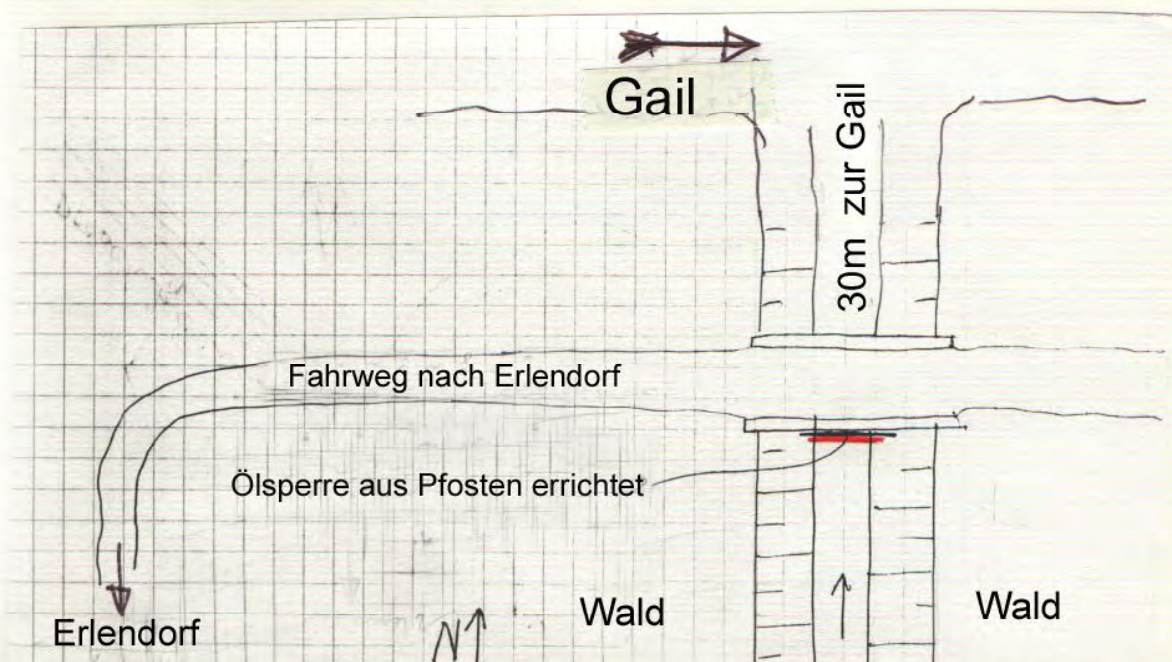 Gail
30m zur Gail
Fahrweg nach Erlendorf
Ölsperre aus Pfosten errichtet
Wald
Wald
Erlendorf
N